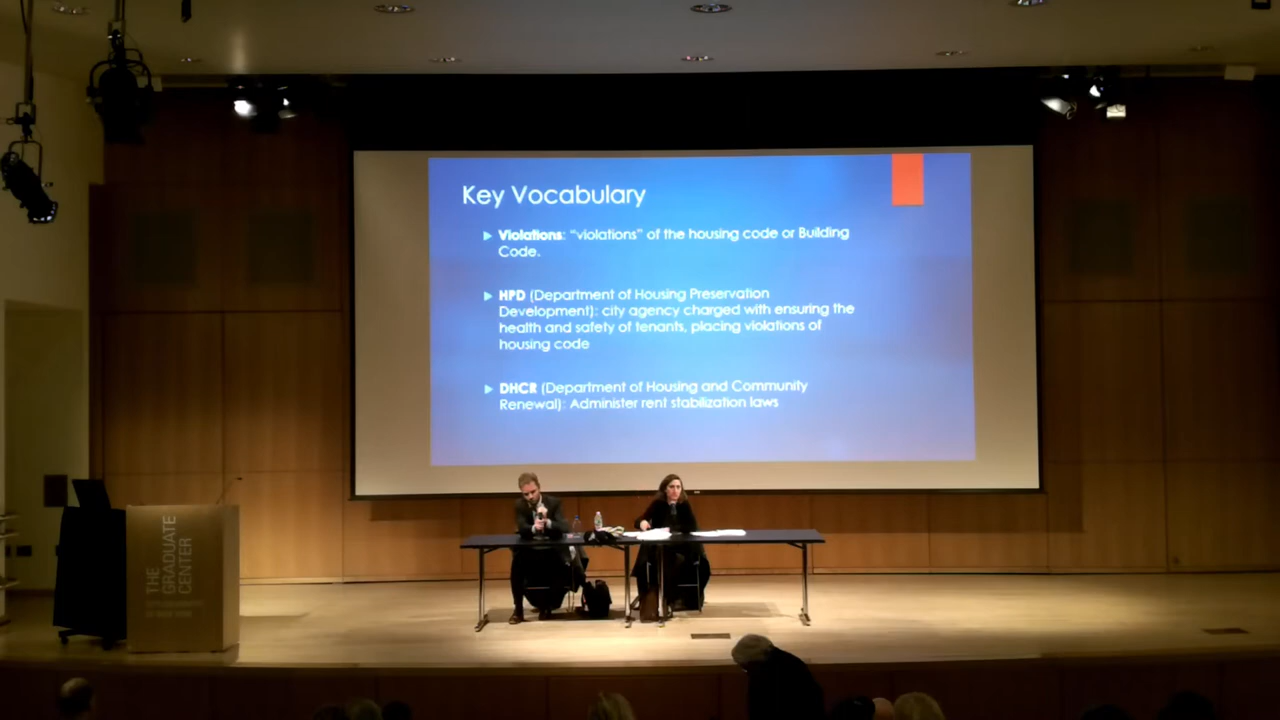 Key Vocabulary
Violations: “violations” of the housing code or Building
Code.
HPD (Department of Housing Preservation
Development): city agency charged with ensuring the
health and safety of tenants, placing violations of
housing code
DHCR (Department of Housing and Community
Renewal): Administer rent stabilization laws
THE
GRADUATE
CENTER